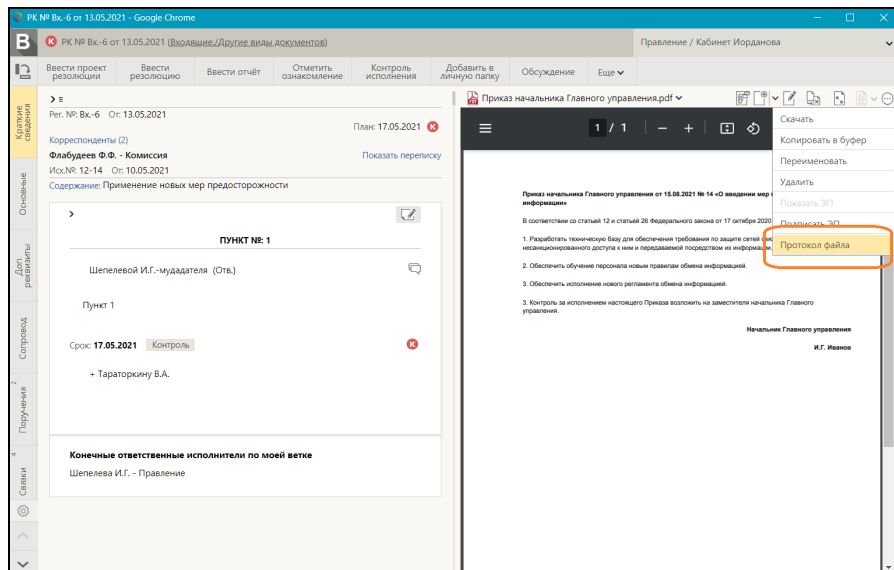 РК № Вх.-6 от 13.05.2021 - Google Chrome
В
К РК № Вх.-6 от 13.05.2021 (Входящие./Другие виды документов)
Правление / Кабинет Иорданова
Ввести проект резолюции
Ввести резолюцию
Ввести отчёт
Отметить ознакомление
Контроль исполнения
Добавить в личную папку
Обсуждение
Еще
Краткие сведения
Основные
Доп. реквизиты
Сопровод.
Поручения 2
Связки 4
Рег. №: Вх.-6 От: 13.05.2021
План: 17.05.2021 К
Корреспонденты (2)
Флабудеев Ф.Ф. - Комиссия
Показать переписку
Исх.№: 12-14 От: 10.05.2021
Содержание: Применение новых мер предосторожности
ПУНКТ №: 1
Шепелевой И.Г.-мудадателя (Отв.)
Пункт 1
Срок: 17.05.2021 Контроль К
+ Тараторкину В.А.
Конечные ответственные исполнители по моей ветке
Шепелева И.Г. - Правление
Приказ начальника Главного управления.pdf
1 / 1
Скачать
Копировать в буфер
Переименовать
Удалить
Показать ЭП
Подписать ЭП
Протокол файла
Приказ начальника Главного управления от 15.08.2021 № 14 «О введении мер
информации»
В соответствии со статьей 12 и статьей 26 Федерального закона от 17 октября 2020
1. Разработать техническую базу для обеспечения требования по защите сетей
несанкционированного доступа к ним и передаваемой посредством их информации.
2. Обеспечить обучение персонала новым правилам обмена информацией.
3. Обеспечить исполнение нового регламента обмена информацией.
3. Контроль за исполнением настоящего Приказа возложить на заместителя начальника Главного
управления.
Начальник Главного управления
И.Г. Иванов